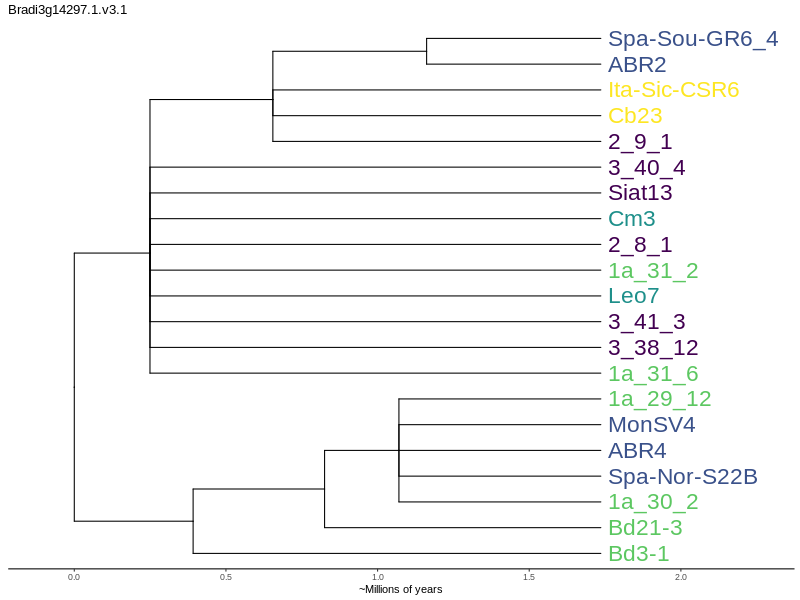 Bradi3g14297.1.v3.1
Spa-Sou-GR6_4
ABR2
Ita-Sic-CSR6
Cb23
2_9_1
3_40_4
Siat13
Cm3
2_8_1
1a_31_2
Leo7
3_41_3
3_38_12
1a_31_6
1a_29_12
MonSV4
ABR4
Spa-Nor-S22B
1a_30_2
Bd21-3
Bd3-1
0.0 0.5 1.0 1.5 2.0
~Millions of years